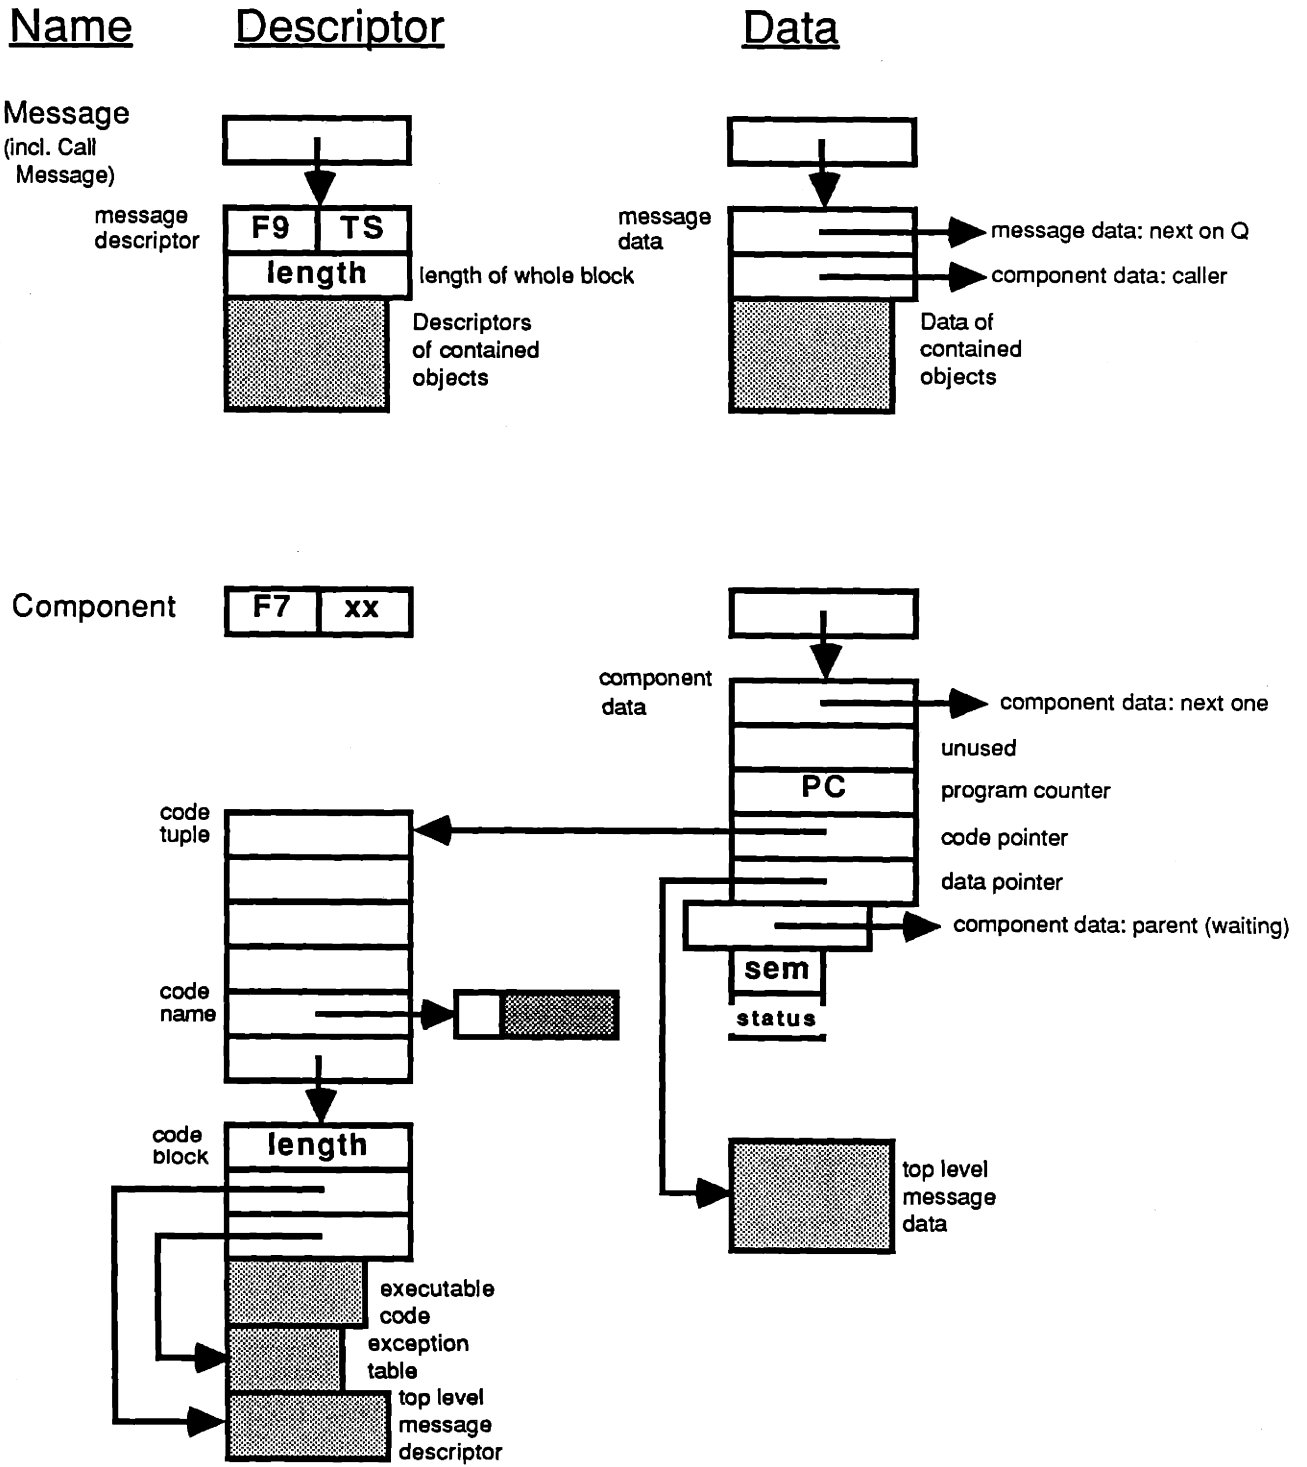 Name Descriptor Data
Message
(incl. Call
Message)
message
descriptor
F9 TS
length
length of whole block
Descriptors
of contained
objects
message
data
message data: next on Q
component data: caller
Data of
contained
objects
Component
F7 xx
component
data
component data: next one
unused
PC
program counter
code pointer
data pointer
component data: parent (waiting)
sem
status
code
tuple
code
name
code
block
length
executable
code
exception
table
top level
message
descriptor
top level
message
data